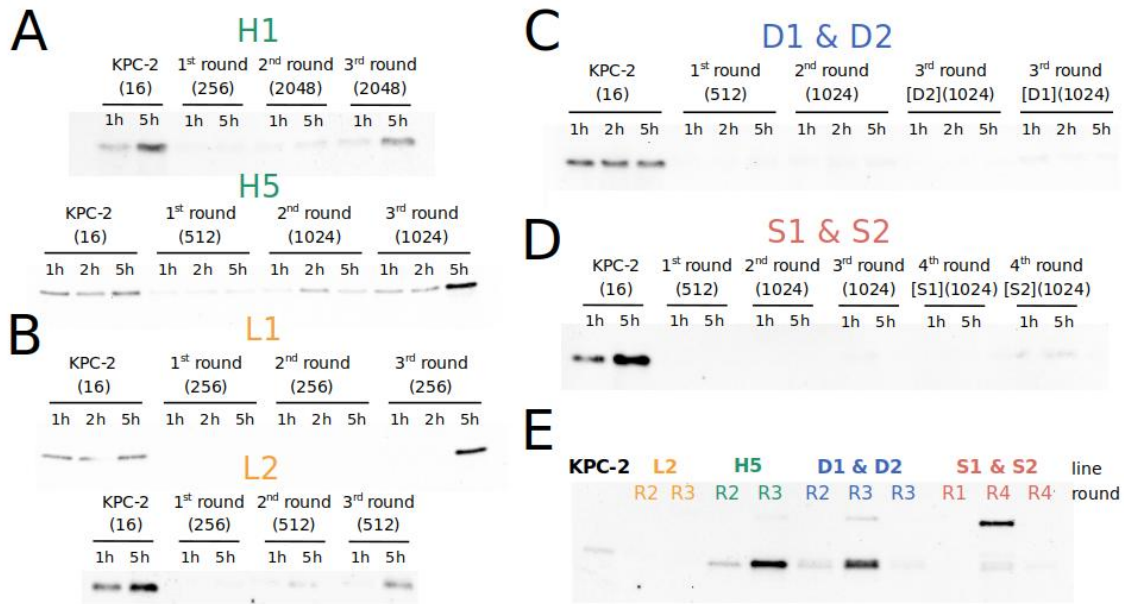 A
H1
KPC-2 1st round 2nd round 3rd round
(16) (256) (2048) (2048)
1h 5h 1h 5h 1h 5h 1h 5h
H5
KPC-2 1st round 2nd round 3rd round
(16) (512) (1024) (1024)
1h 2h 5h 1h 2h 5h 1h 2h 5h 1h 2h 5h
B
L1
KPC-2 1st round 2nd round 3rd round
(16) (256) (256) (256)
1h 2h 5h 1h 2h 5h 1h 2h 5h 1h 2h 5h
L2
KPC-2 1st round 2nd round 3rd round
(16) (256) (512) (512)
1h 5h 1h 5h 1h 5h 1h 5h
C
D1 & D2
KPC-2 1st round 2nd round 3rd round 3rd round
(16) (512) (1024) [D2](1024) [D1](1024)
1h 2h 5h 1h 2h 5h 1h 2h 5h 1h 2h 5h 1h 2h 5h
D
S1 & S2
KPC-2 1st round 2nd round 3rd round 4th round 4th round
(16) (512) (1024) (1024) [S1](1024) [S2](1024)
1h 5h 1h 5h 1h 5h 1h 5h 1h 5h 1h 5h
E
KPC-2 L2 H5 D1 & D2 S1 & S2 line
R2 R3 R2 R3 R2 R3 R3 R1 R4 R4 round